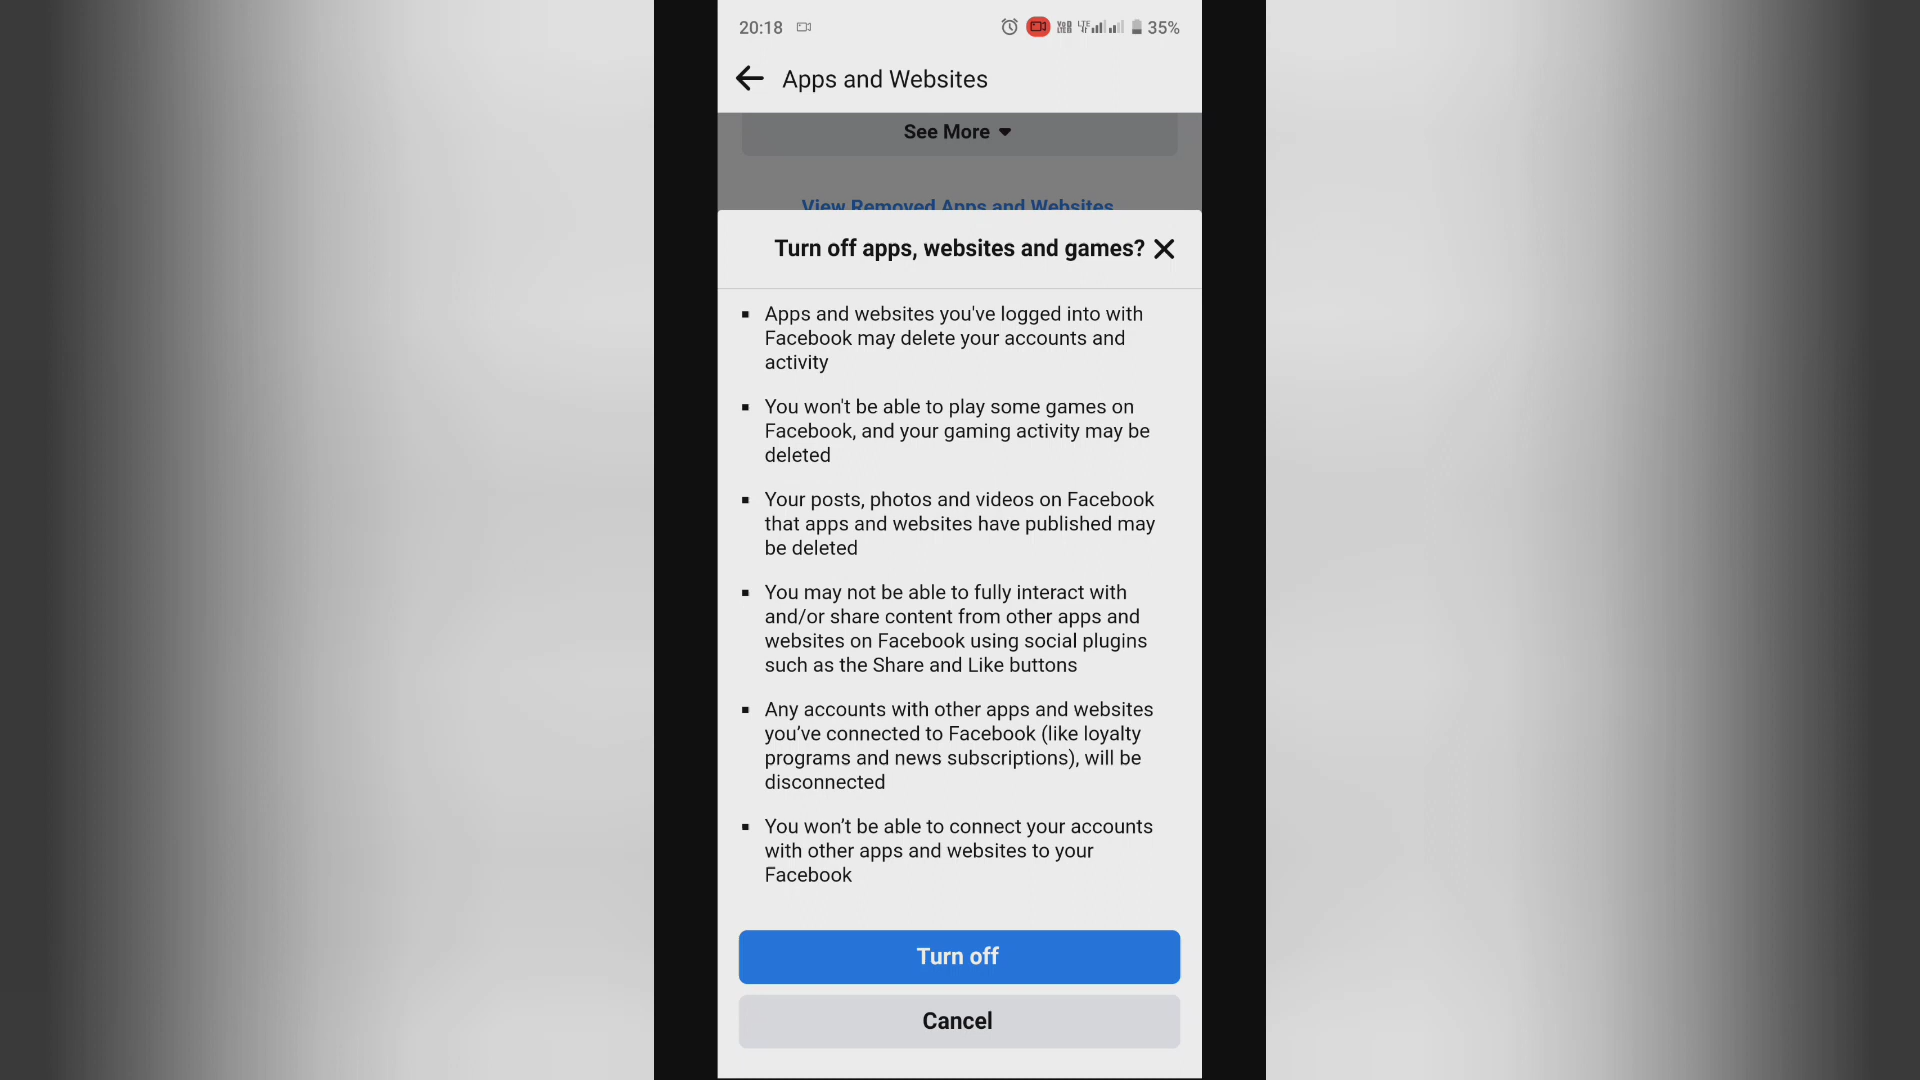 20:18
LTE
35%
Apps and Websites
See More
View Removed Apps and Websites
Turn off apps, websites and games?
Apps and websites you've logged into with
Facebook may delete your accounts and
activity
You won't be able to play some games on
Facebook, and your gaming activity may be
deleted
Your posts, photos and videos on Facebook
that apps and websites have published may
be deleted
You may not be able to fully interact with
and/or share content from other apps and
websites on Facebook using social plugins
such as the Share and Like buttons
Any accounts with other apps and websites
you’ve connected to Facebook (like loyalty
programs and news subscriptions), will be
disconnected
You won’t be able to connect your accounts
with other apps and websites to your
Facebook
Turn off
Cancel